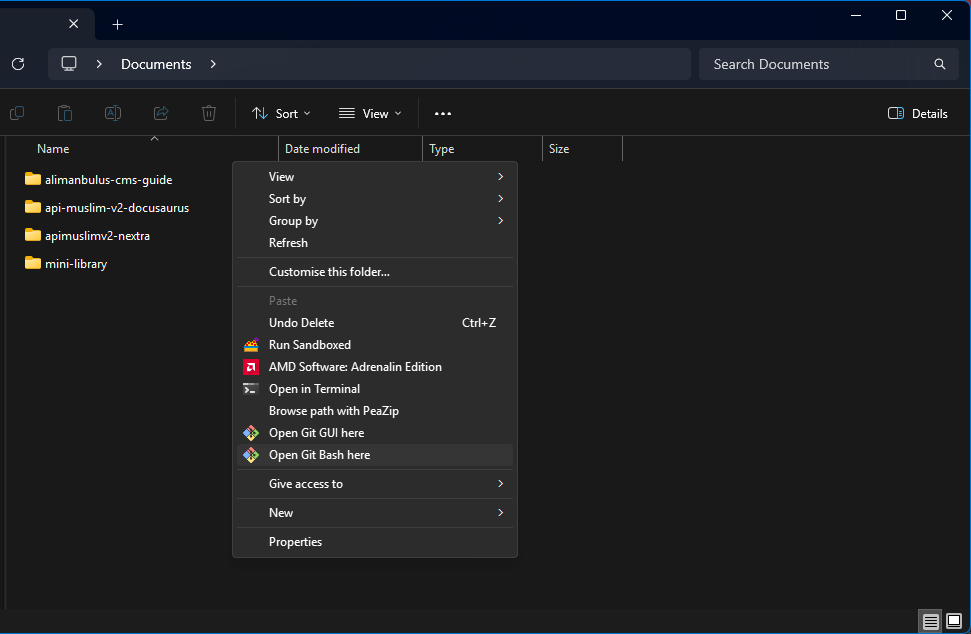 Documents
Search Documents
Sort
View
Details
Name
Date modified
Type
Size
alimanbulus-cms-guide
api-muslim-v2-docusaurus
apimuslimv2-nextra
mini-library
View
Sort by
Group by
Refresh
Customise this folder...
Paste
Undo Delete Ctrl+Z
Run Sandboxed
AMD Software: Adrenalin Edition
Open in Terminal
Browse path with PeaZip
Open Git GUI here
Open Git Bash here
Give access to
New
Properties